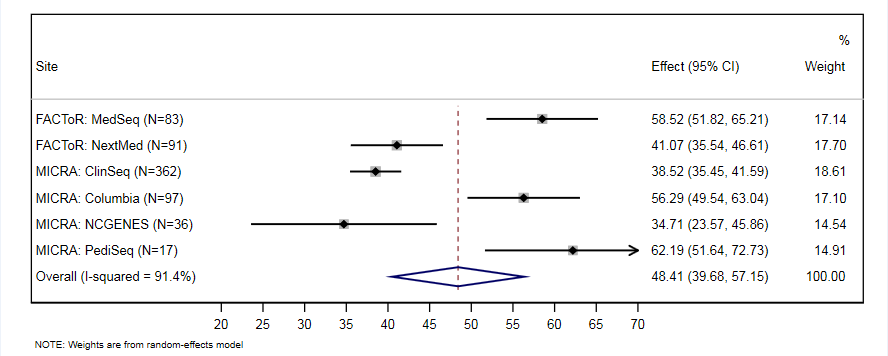 %
Site Effect (95% CI) Weight
FACToR: MedSeq (N=83) 58.52 (51.82, 65.21) 17.14
FACToR: NextMed (N=91) 41.07 (35.54, 46.61) 17.70
MICRA: ClinSeq (N=362) 38.52 (35.45, 41.59) 18.61
MICRA: Columbia (N=97) 56.29 (49.54, 63.04) 17.10
MICRA: NCGENES (N=36) 34.71 (23.57, 45.86) 14.54
MICRA: PediSeq (N=17) 62.19 (51.64, 72.73) 14.91
Overall (I-squared = 91.4%) 48.41 (39.68, 57.15) 100.00
20 25 30 35 40 45 50 55 60 65 70
NOTE: Weights are from random-effects model